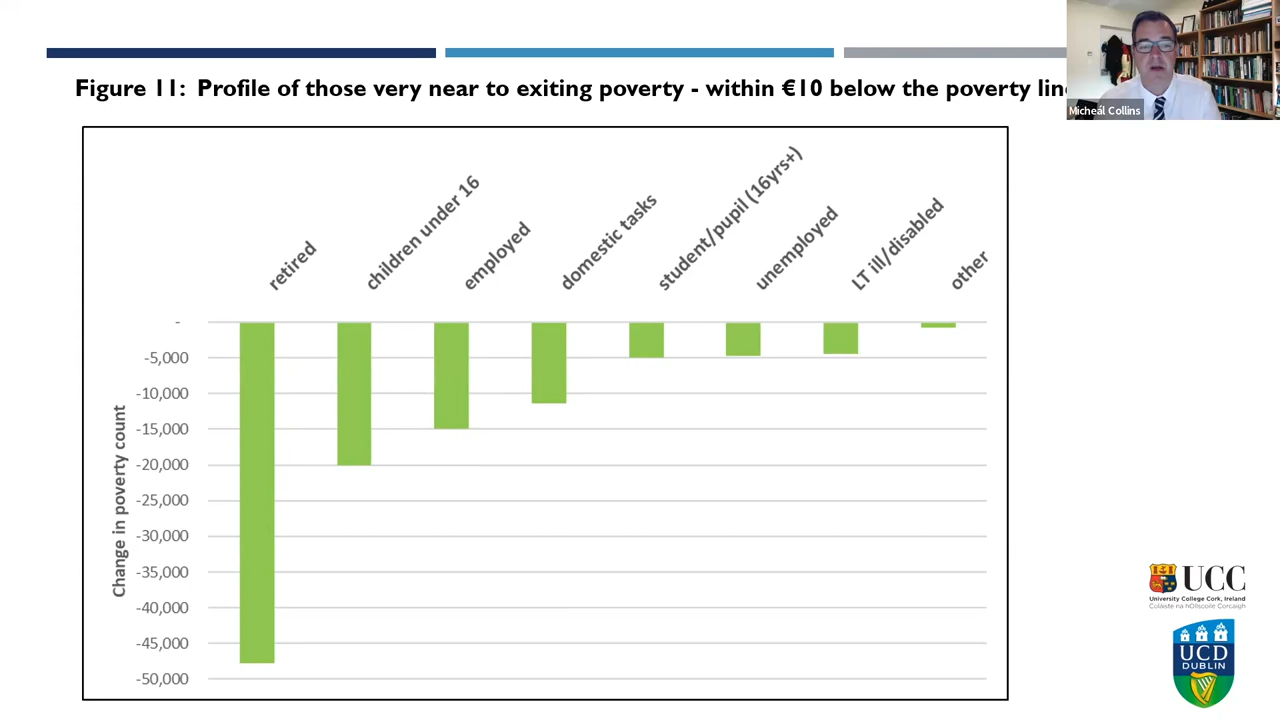 Figure 11: Profile of those very near to exiting poverty - within €10 below the poverty
Micheál Collins
retired
children under 16
employed
domestic tasks
student/pupil (16yrs+)
unemployed
LT ill/disabled
other
-
-5,000
-10,000
-15,000
-20,000
-25,000
-30,000
-35,000
-40,000
-45,000
-50,000
Change in poverty count
UCC
University College Cork, Ireland
Coláiste na hOllscoile Corcaigh
UCD
DUBLIN